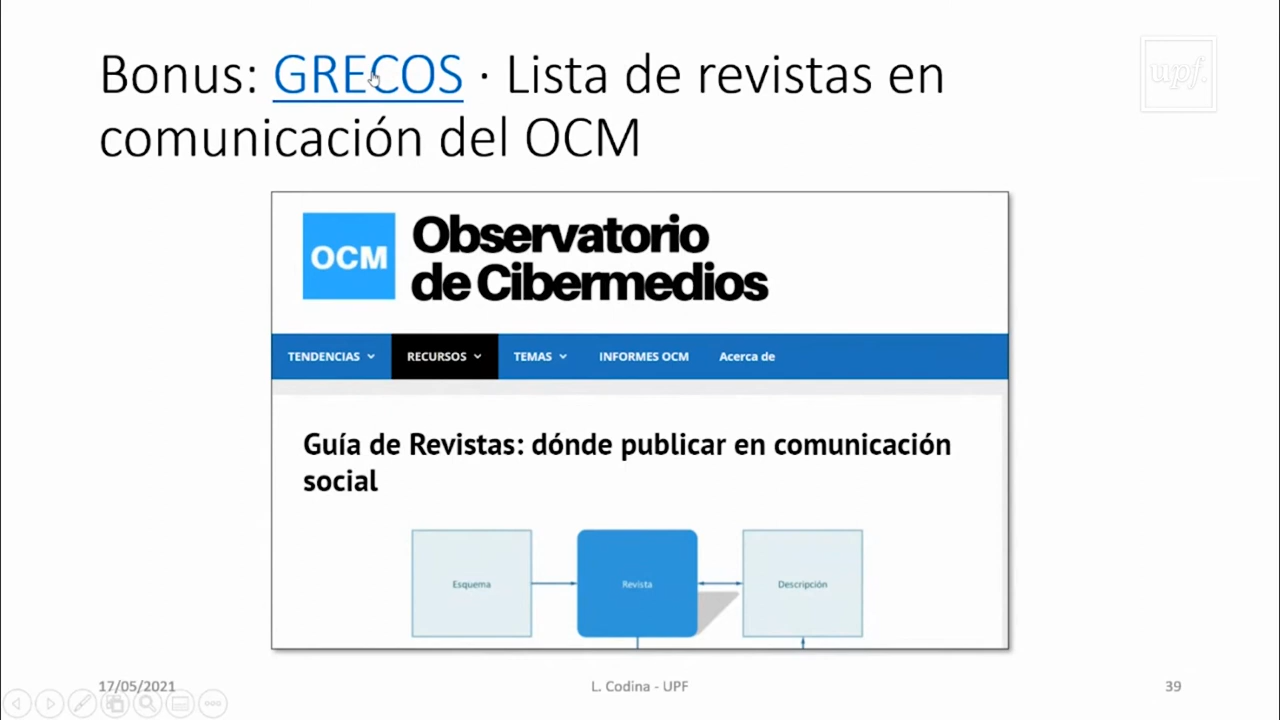 Bonus: GRECOS · Lista de revistas en
comunicación del OCM
upf.
OCM
Observatorio
de Cibermedios
TENDENCIAS RECURSOS TEMAS INFORMES OCM Acerca de
Guía de Revistas: dónde publicar en comunicación
social
Esquema Revista Descripción
17/05/2021 L. Codina - UPF 39